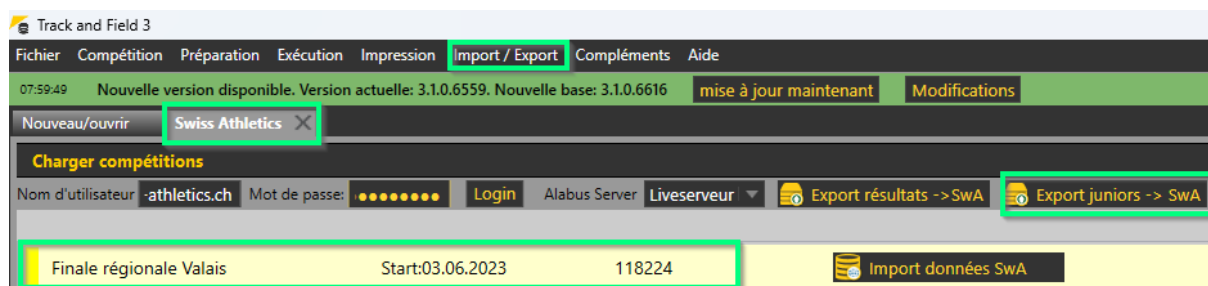 Track and Field 3
Fichier Compétition Préparation Exécution Impression Import / Export Compléments Aide
07:59:49 Nouvelle version disponible. Version actuelle: 3.1.0.6559. Nouvelle base: 3.1.0.6616 mise à jour maintenant Modifications
Nouveau/ouvrir Swiss Athletics
Charger compétitions
Nom d'utilisateur -athletics.ch Mot de passe: Login Alabus Server Liveserveur Export résultats ->SwA Export juniors -> SwA
Finale régionale Valais Start:03.06.2023 118224 Import données SwA